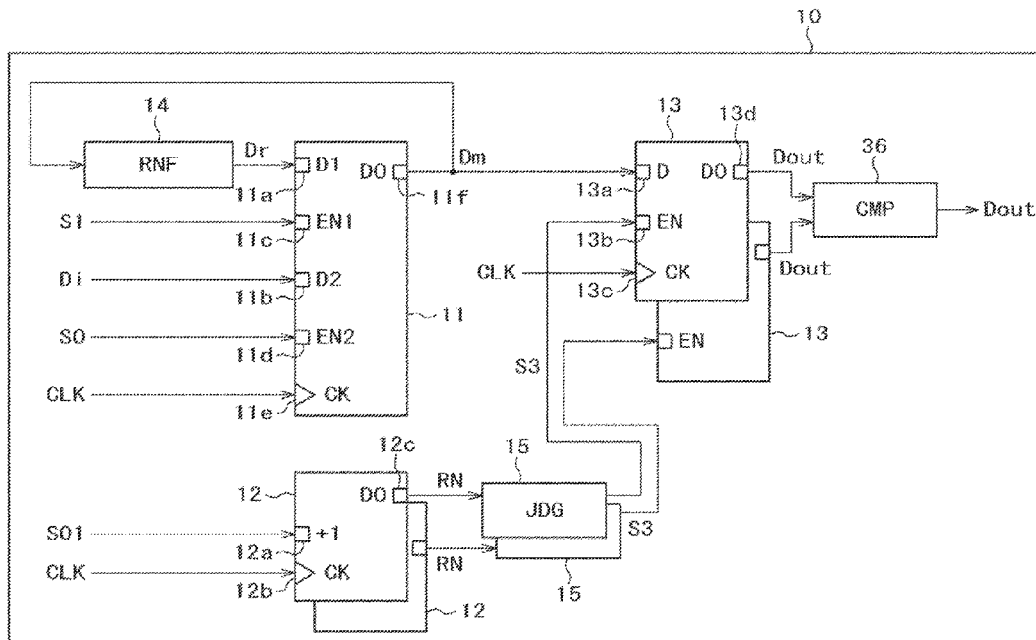 10
14
RNF
Dr
D1
11a
S1
EN1
11c
Di
D2
11b
S0
EN2
11d
CLK
CK
11e
DO
11f
11
Dm
13
13d
D
DO
13a
EN
13b
CLK
CK
13c
Dout
36
CMP
Dout
Dout
EN
13
S3
12c
12
DO
RN
15
JDG
S3
S01
+1
12a
RN
15
CLK
CK
12b
12